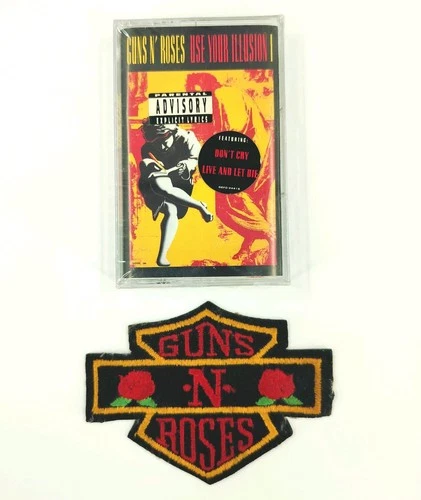 GUNS N' ROSES USE YOUR ILLUSION I
PARENTAL
ADVISORY
EXPLICIT LYRICS
FEATURING:
DON'T CRY
LIVE AND LET DIE
GUNS
·N·
ROSES